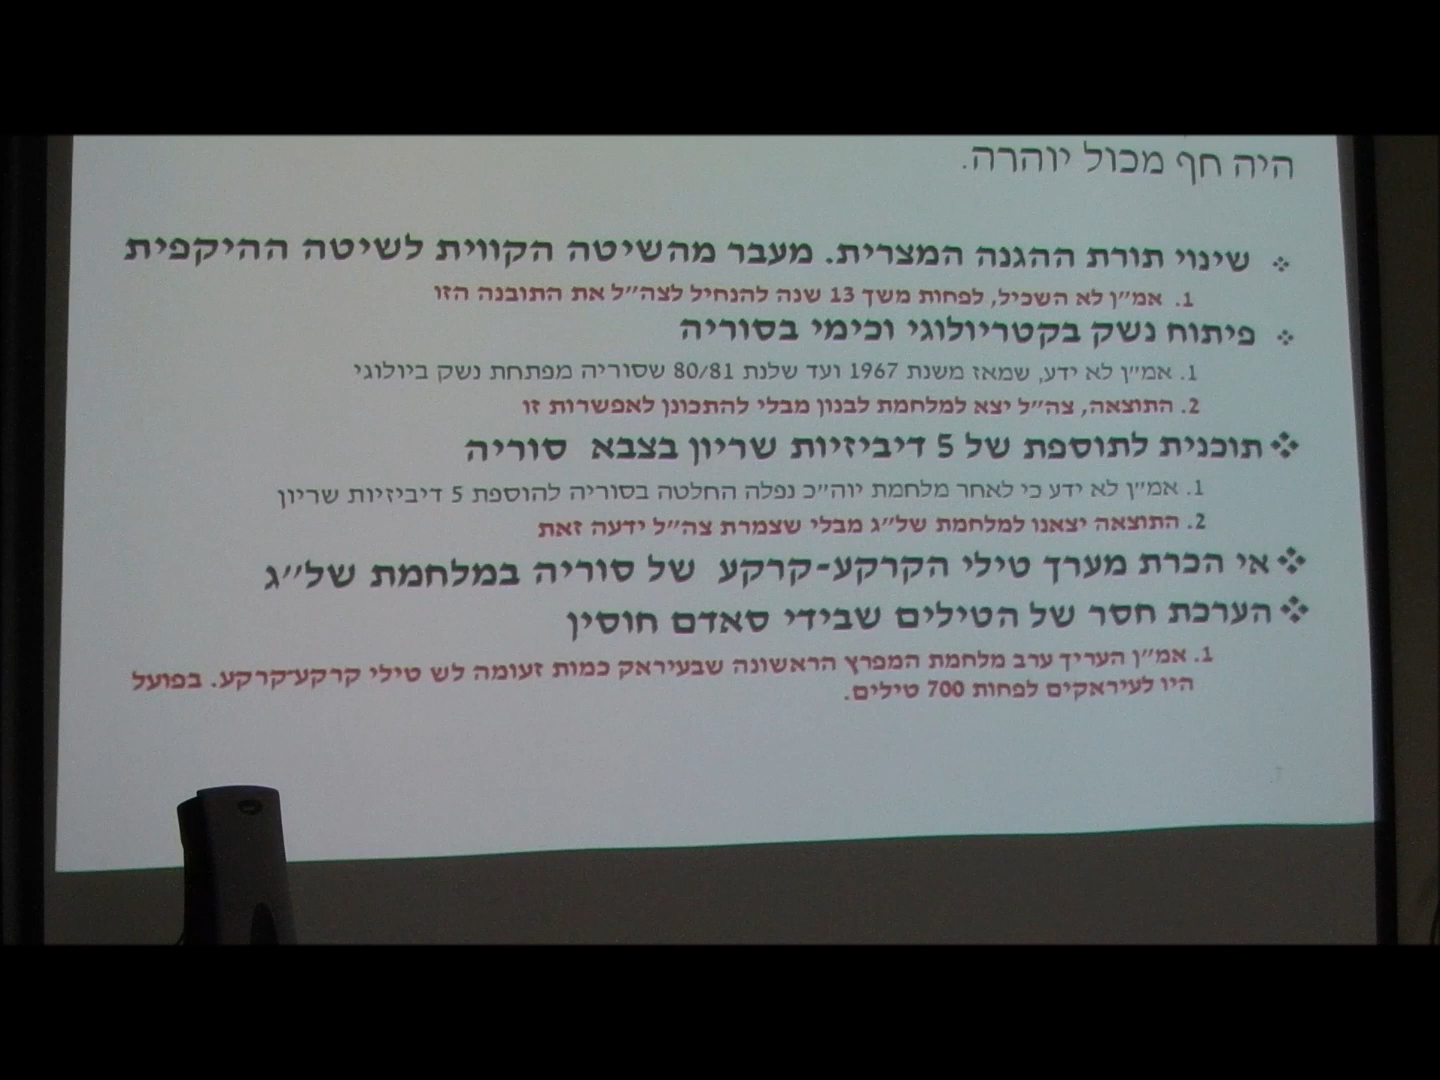 היה חף מכול יוהרה.
❖ שינוי תורת ההגנה המצרית. מעבר מהשיטה הקווית לשיטה ההיקפית
1. אמ"ן לא השכיל, לפחות משך 13 שנה להנחיל לצה"ל את התובנה הזו
❖ פיתוח נשק בקטריולוגי וכימי בסוריה
1. אמ"ן לא ידע, שמאז משנת 1967 ועד שלנת 80/81 שסוריה מפתחת נשק ביולוגי
2. התוצאה, צה"ל יצא למלחמת לבנון מבלי להתכונן לאפשרות זו
❖ תוכנית לתוספת של 5 דיביזיות שריון בצבא סוריה
1. אמ"ן לא ידע כי לאחר מלחמת יוה"כ נפלה החלטה בסוריה להוספת 5 דיביזיות שריון
2. התוצאה יצאנו למלחמת של"ג מבלי שצמרת צה"ל ידעה זאת
❖ אי הכרת מערך טילי הקרקע-קרקע של סוריה במלחמת של"ג
❖ הערכת חסר של הטילים שבידי סאדם חוסין
1. אמ"ן העריך ערב מלחמת המפרץ הראשונה שבעיראק כמות זעומה לש טילי קרקע-קרקע. בפועל
היו לעיראקים לפחות 700 טילים.